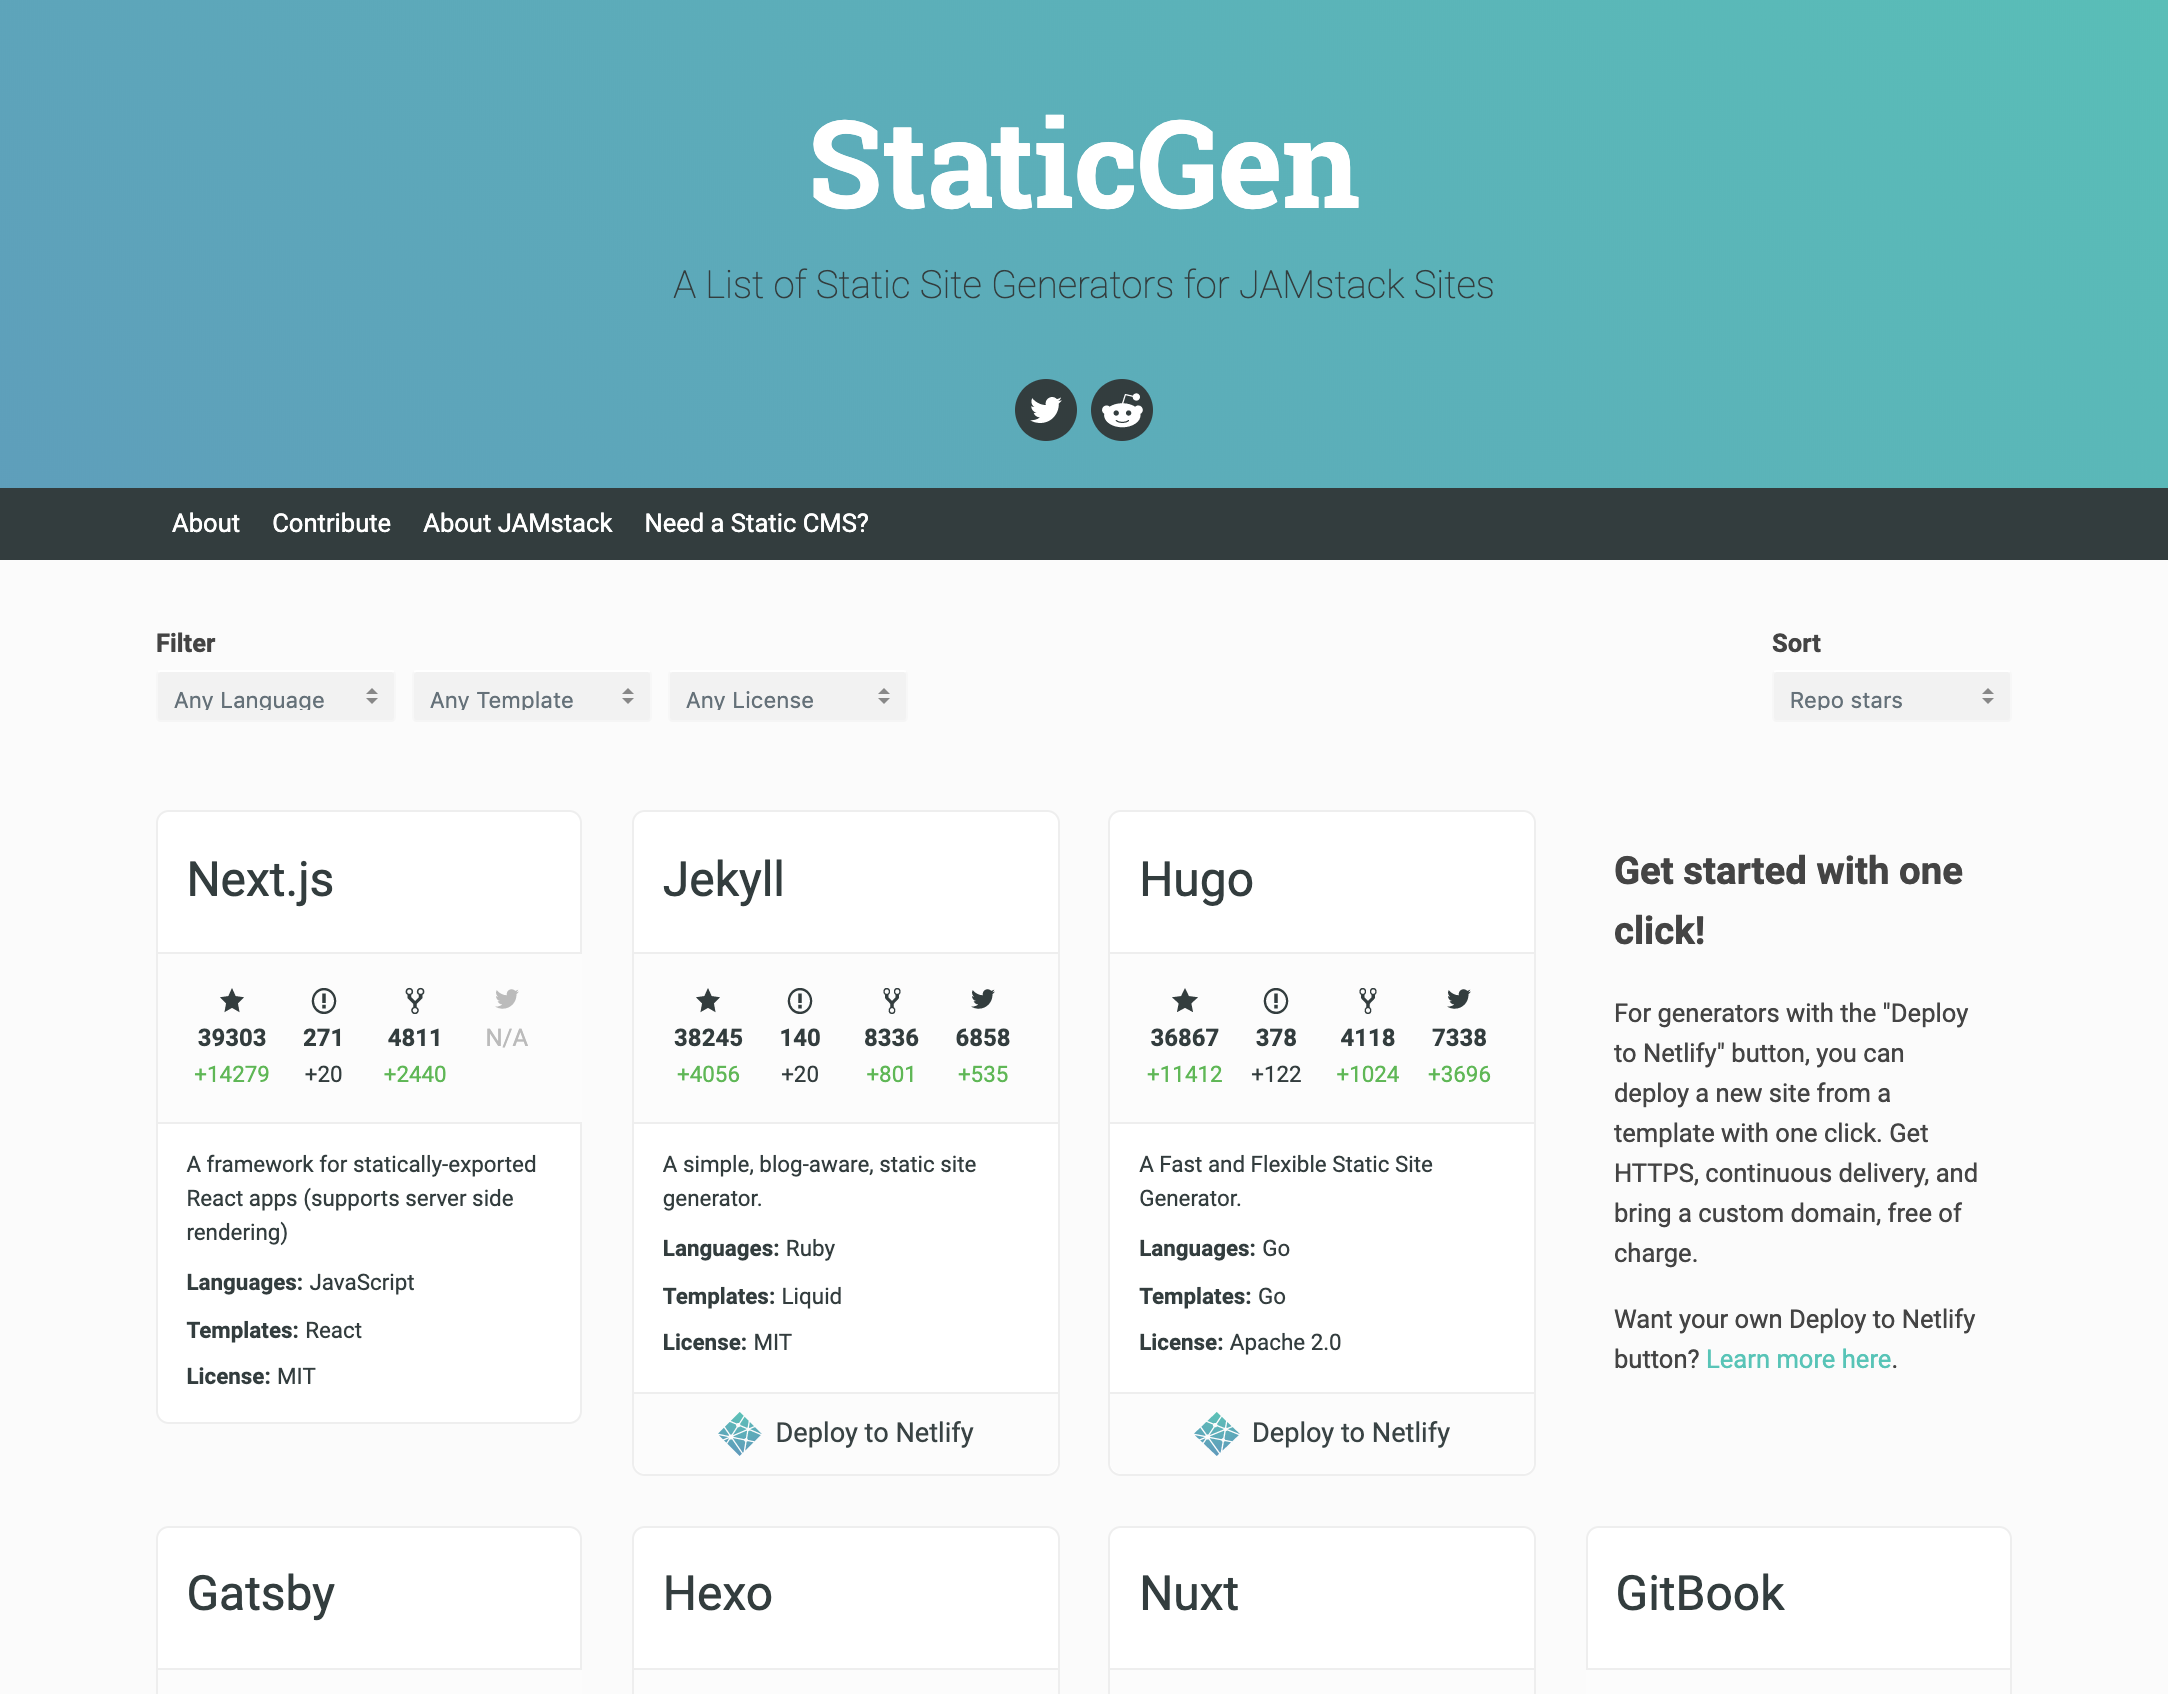 StaticGen
A List of Static Site Generators for JAMstack Sites
About Contribute About JAMstack Need a Static CMS?
Filter
Any Language Any Template Any License
Sort
Repo stars
Next.js
39303 271 4811 N/A
+14279 +20 +2440
A framework for statically-exported
React apps (supports server side
rendering)
Languages: JavaScript
Templates: React
License: MIT
Jekyll
38245 140 8336 6858
+4056 +20 +801 +535
A simple, blog-aware, static site
generator.
Languages: Ruby
Templates: Liquid
License: MIT
Deploy to Netlify
Hugo
36867 378 4118 7338
+11412 +122 +1024 +3696
A Fast and Flexible Static Site
Generator.
Languages: Go
Templates: Go
License: Apache 2.0
Deploy to Netlify
Get started with one
click!
For generators with the "Deploy
to Netlify" button, you can
deploy a new site from a
template with one click. Get
HTTPS, continuous delivery, and
bring a custom domain, free of
charge.
Want your own Deploy to Netlify
button? Learn more here.
Gatsby
Hexo
Nuxt
GitBook